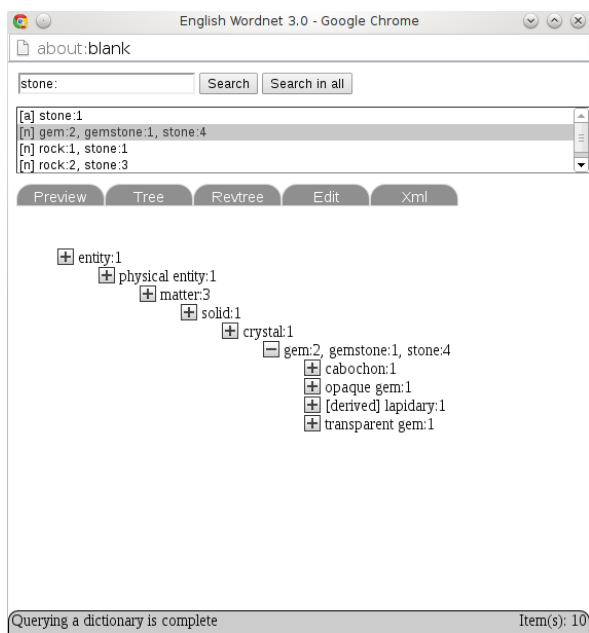 English Wordnet 3.0 - Google Chrome
about:blank
stone: Search Search in all
[a] stone:1
[n] gem:2, gemstone:1, stone:4
[n] rock:1, stone:1
[n] rock:2, stone:3
Preview Tree Revtree Edit Xml
entity:1
physical entity:1
matter:3
solid:1
crystal:1
gem:2, gemstone:1, stone:4
cabochon:1
opaque gem:1
[derived] lapidary:1
transparent gem:1
Querying a dictionary is complete Item(s): 10